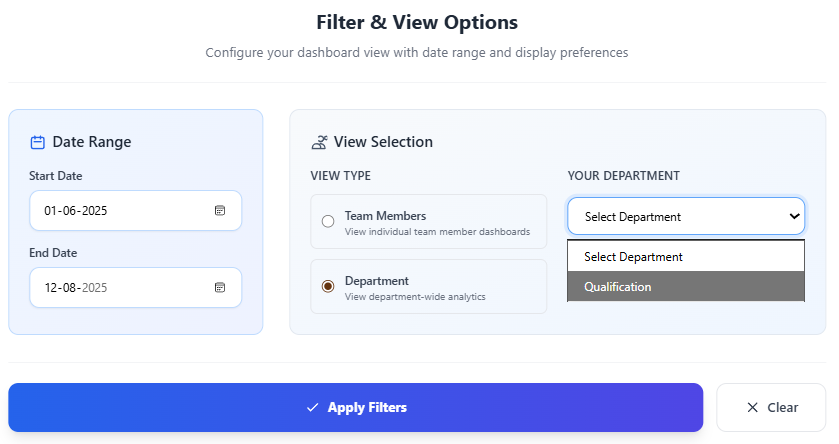 Filter & View Options
Configure your dashboard view with date range and display preferences
Date Range
Start Date
01-06-2025
End Date
12-08-2025
View Selection
VIEW TYPE
Team Members
View individual team member dashboards
Department
View department-wide analytics
YOUR DEPARTMENT
Select Department
Select Department
Qualification
Apply Filters
Clear